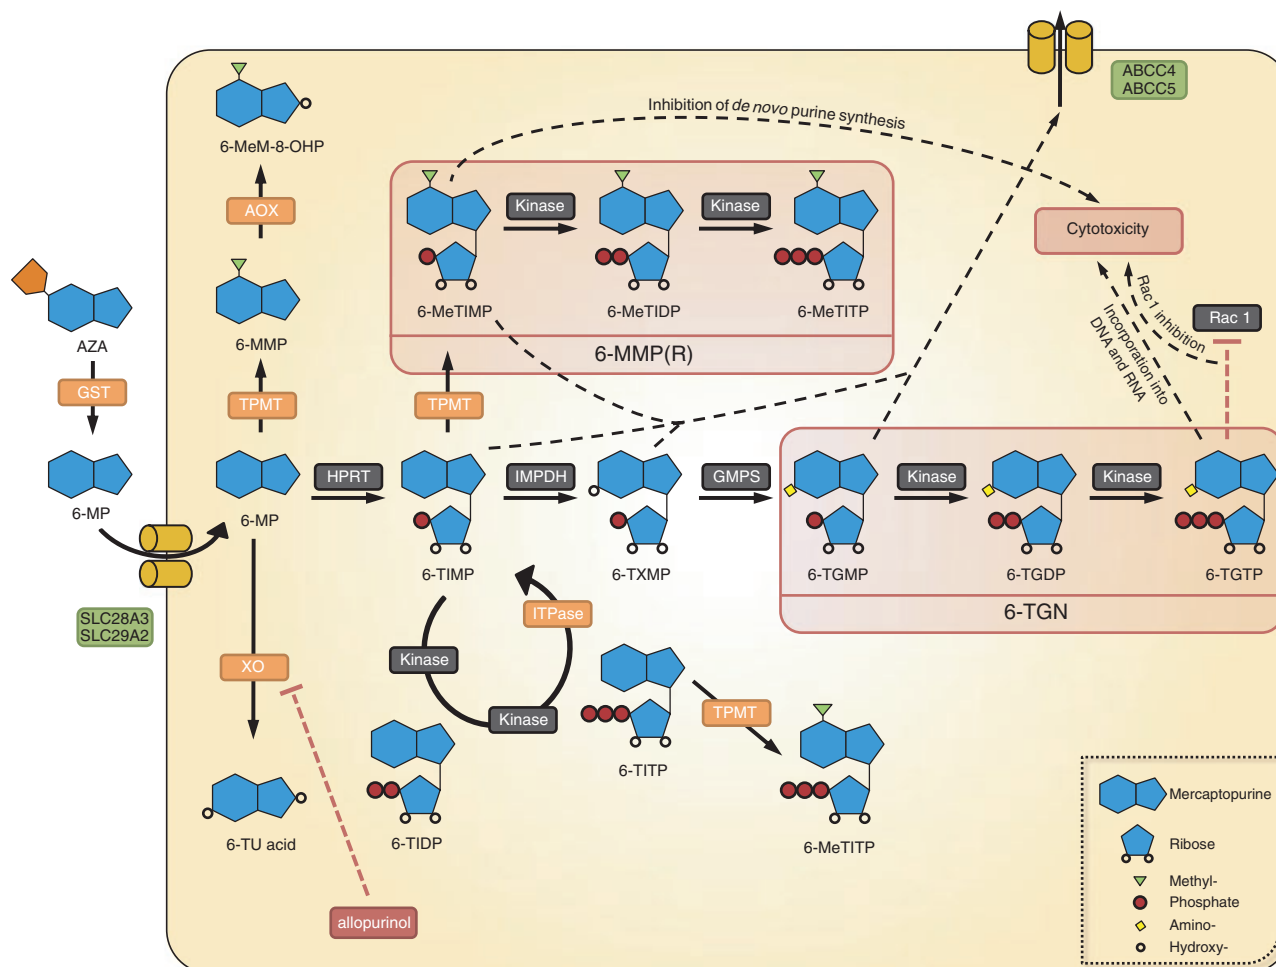 ABCC4
ABCC5
Inhibition of de novo purine synthesis
6-MeM-8-OHP
AOX
Kinase
Kinase
Cytotoxicity
6-MeTIMP
6-MeTIDP
6-MeTITP
6-MMP(R)
Rac 1
Rac1 inhibition
Incorporation into
DNA and RNA
AZA
6-MMP
GST
TPMT
TPMT
6-MP
6-MP
HPRT
IMPDH
GMPS
Kinase
Kinase
6-TIMP
6-TXMP
6-TGMP
6-TGDP
6-TGTP
6-TGN
SLC28A3
SLC29A2
ITPase
XO
Kinase
Kinase
TPMT
6-TITP
6-TU acid
6-TIDP
6-MeTITP
allopurinol
Mercaptopurine
Ribose
Methyl-
Phosphate
Amino-
Hydroxy-